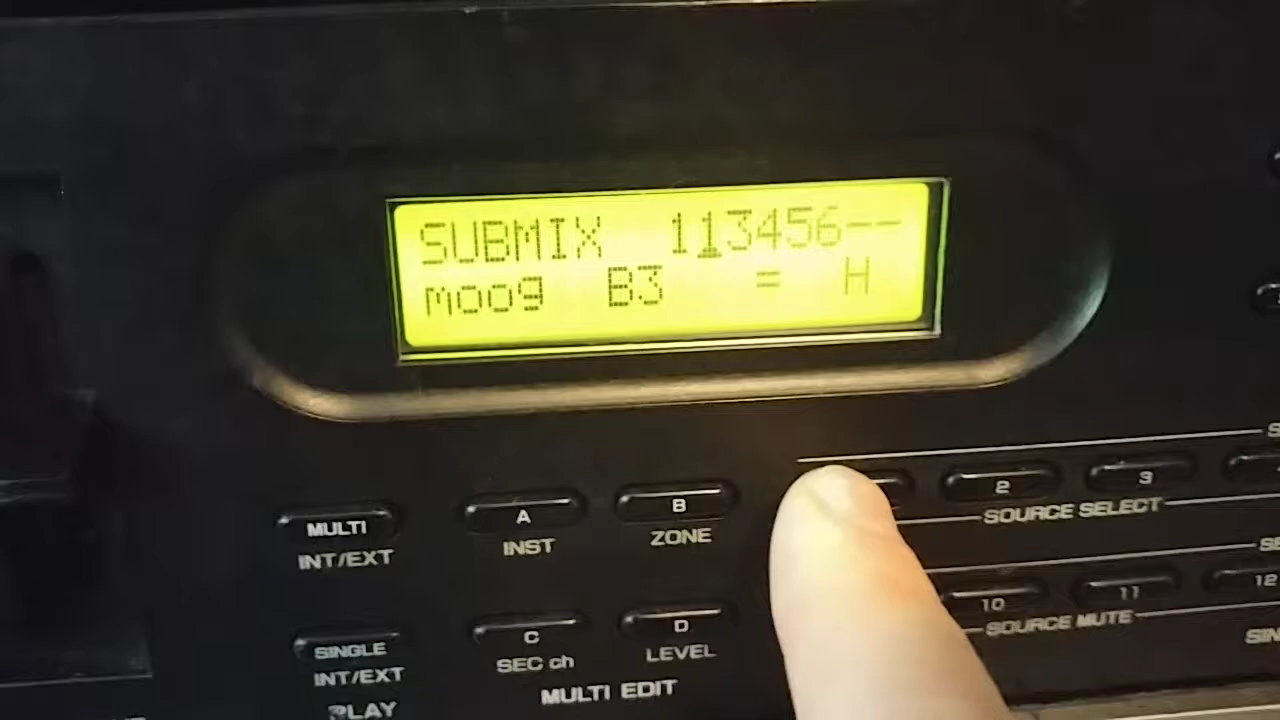 SUBMIX 113456--
moog B3 = H
MULTI A B 2 3
INT/EXT INST ZONE SOURCE SELECT
SINGLE C D 10 11 12
INT/EXT SEC ch LEVEL SOURCE MUTE
PLAY MULTI EDIT